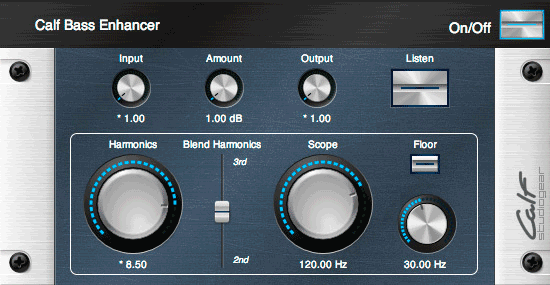 Calf Bass Enhancer
On/Off
Input Amount Output Listen
* 1.00 1.00 dB * 1.00
Harmonics Blend Harmonics Scope Floor
3rd
2nd
* 8.50 120.00 Hz 30.00 Hz
Calf
studiogear